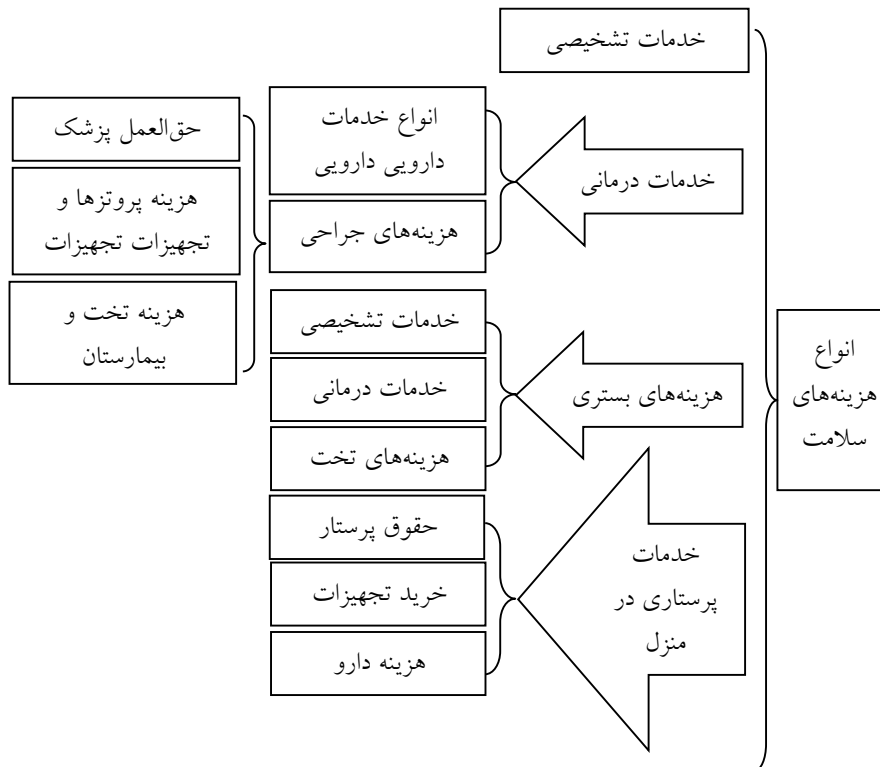 خدمات تشخیصی
انواع خدمات
دارویی دارویی
حق‌العمل پزشک
خدمات درمانی
هزینه پروتزها و
تجهیزات تجهیزات
هزینه‌های جراحی
هزینه تخت و
بیمارستان
خدمات تشخیصی
انواع
هزینه‌های
سلامت
هزینه‌های بستری
خدمات درمانی
هزینه‌های تخت
حقوق پرستار
خدمات
پرستاری در
منزل
خرید تجهیزات
هزینه دارو